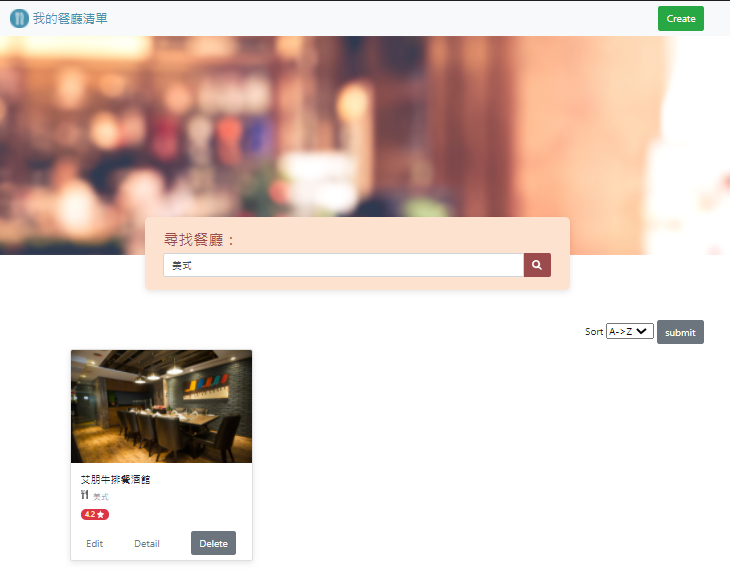 我的餐廳清單
Create
尋找餐廳：
美式
Sort A->Z submit
艾朋牛排餐酒館
美式
4.2
Edit Detail Delete